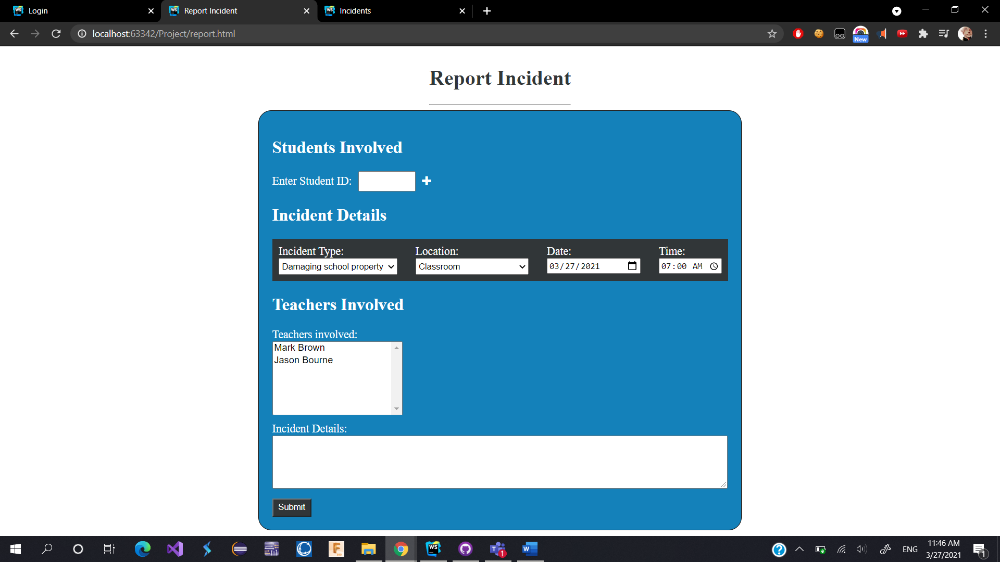 Login
Report Incident
Incidents
localhost:63342/Project/report.html
New
Report Incident
Students Involved
Enter Student ID:
Incident Details
Incident Type:
Location:
Date:
Time:
Damaging school property
Classroom
03/27/2021
07:00 AM
Teachers Involved
Teachers involved:
Mark Brown
Jason Bourne
Incident Details:
Submit
ENG
11:46 AM
3/27/2021
1
1